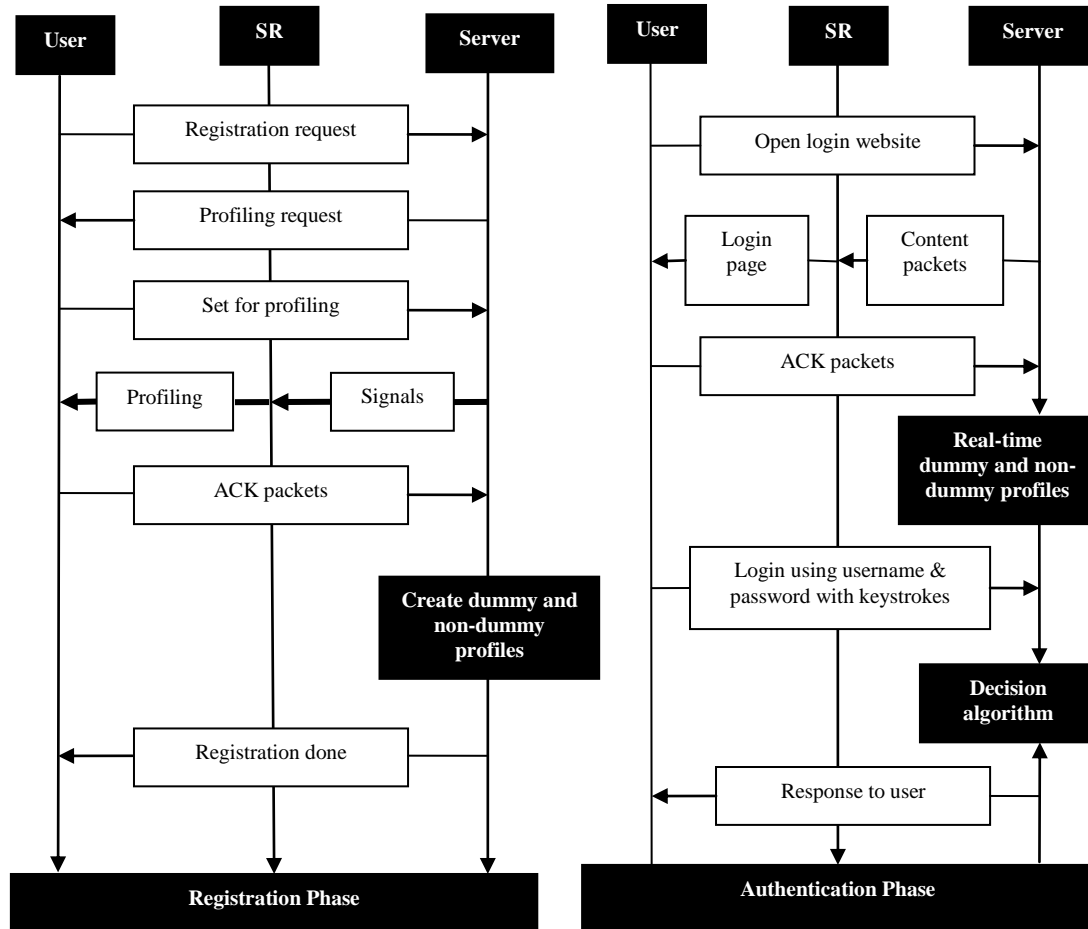 User
SR
Server
Registration request
Profiling request
Set for profiling
Profiling
Signals
ACK packets
Create dummy and
non-dummy
profiles
Registration done
Registration Phase
User
SR
Server
Open login website
Login
page
Content
packets
ACK packets
Real-time
dummy and non-
dummy profiles
Login using username &
password with keystrokes
Decision
algorithm
Response to user
Authentication Phase